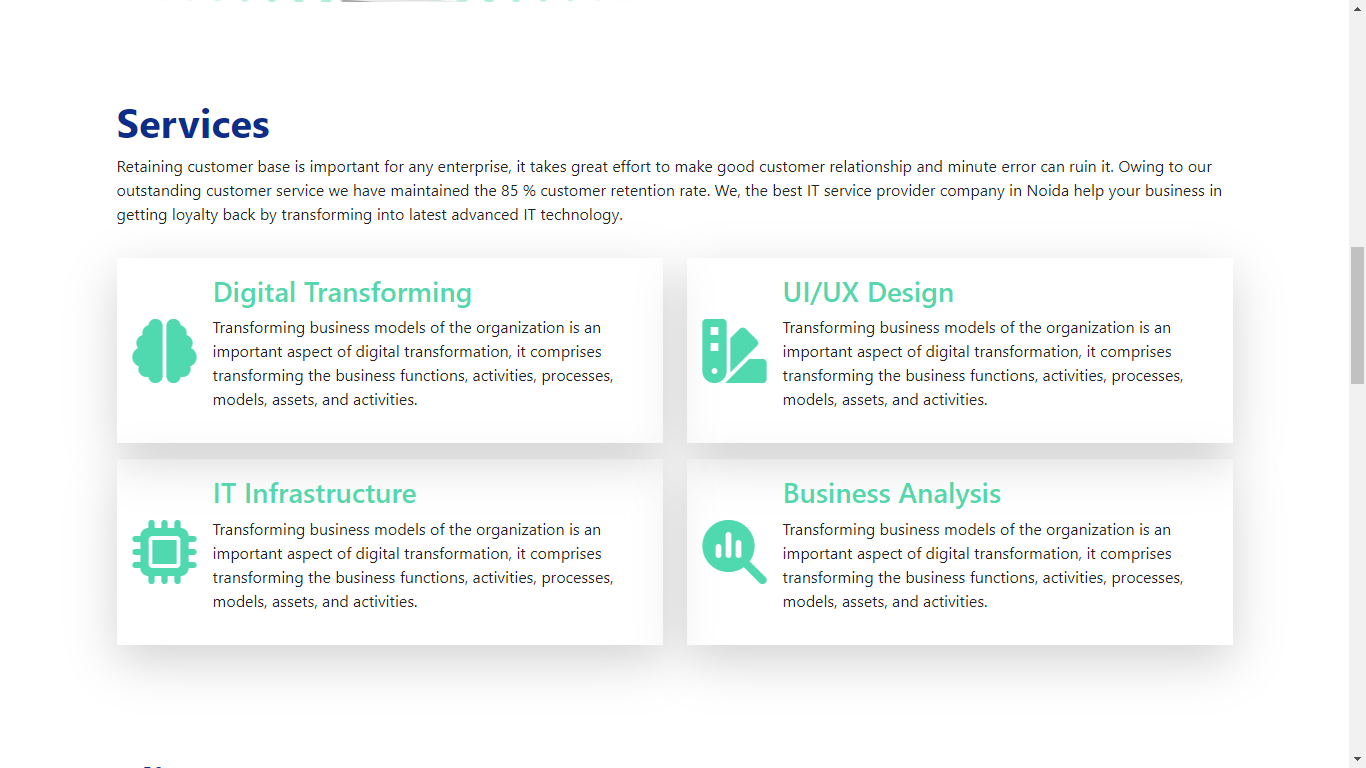 Services
Retaining customer base is important for any enterprise, it takes great effort to make good customer relationship and minute error can ruin it. Owing to our
outstanding customer service we have maintained the 85 % customer retention rate. We, the best IT service provider company in Noida help your business in
getting loyalty back by transforming into latest advanced IT technology.
Digital Transforming
Transforming business models of the organization is an
important aspect of digital transformation, it comprises
transforming the business functions, activities, processes,
models, assets, and activities.
UI/UX Design
Transforming business models of the organization is an
important aspect of digital transformation, it comprises
transforming the business functions, activities, processes,
models, assets, and activities.
IT Infrastructure
Transforming business models of the organization is an
important aspect of digital transformation, it comprises
transforming the business functions, activities, processes,
models, assets, and activities.
Business Analysis
Transforming business models of the organization is an
important aspect of digital transformation, it comprises
transforming the business functions, activities, processes,
models, assets, and activities.